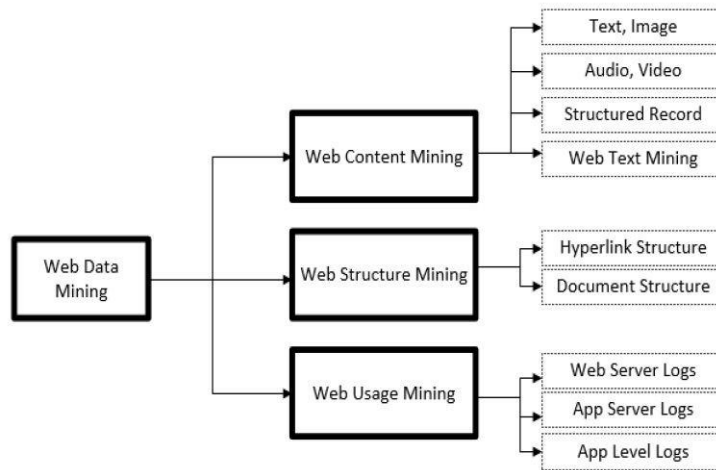 Web Data
Mining
Web Content Mining
Text, Image
Audio, Video
Structured Record
Web Text Mining
Web Structure Mining
Hyperlink Structure
Document Structure
Web Usage Mining
Web Server Logs
App Server Logs
App Level Logs